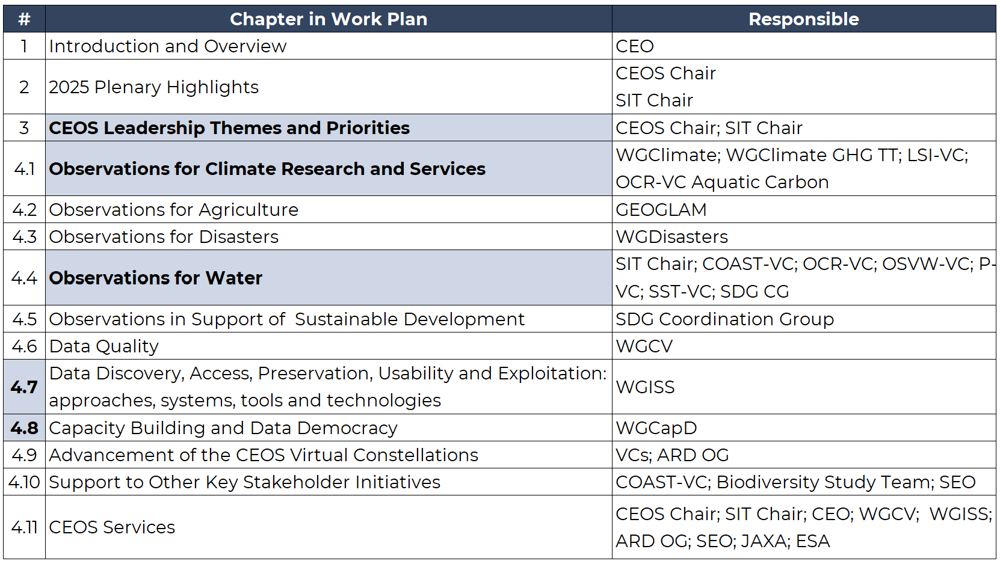 # Chapter in Work Plan Responsible
1 Introduction and Overview CEO
2 2025 Plenary Highlights CEOS Chair
SIT Chair
3 CEOS Leadership Themes and Priorities CEOS Chair; SIT Chair
4.1 Observations for Climate Research and Services WGClimate; WGClimate GHG TT; LSI-VC;
OCR-VC Aquatic Carbon
4.2 Observations for Agriculture GEOGLAM
4.3 Observations for Disasters WGDisasters
4.4 Observations for Water SIT Chair; COAST-VC; OCR-VC; OSVW-VC; P-
VC; SST-VC; SDG CG
4.5 Observations in Support of  Sustainable Development SDG Coordination Group
4.6 Data Quality WGCV
4.7 Data Discovery, Access, Preservation, Usability and Exploitation: WGISS
approaches, systems, tools and technologies
4.8 Capacity Building and Data Democracy WGCapD
4.9 Advancement of the CEOS Virtual Constellations VCs; ARD OG
4.10 Support to Other Key Stakeholder Initiatives COAST-VC; Biodiversity Study Team; SEO
4.11 CEOS Services CEOS Chair; SIT Chair; CEO; WGCV;  WGISS;
ARD OG; SEO; JAXA; ESA